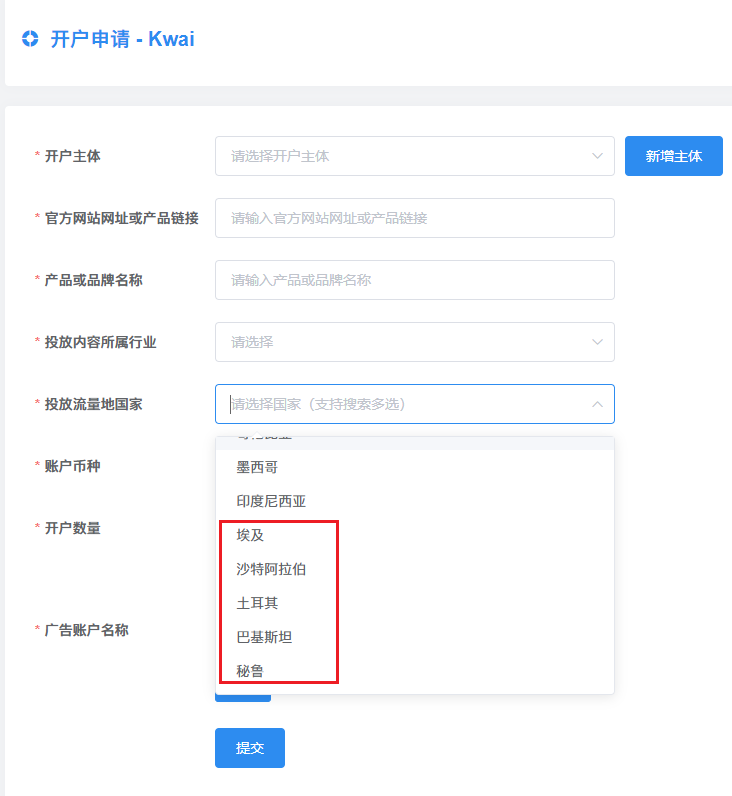 开户申请 - Kwai
* 开户主体
请选择开户主体
新增主体
* 官方网站网址或产品链接
请输入官方网站网址或产品链接
* 产品或品牌名称
请输入产品或品牌名称
* 投放内容所属行业
请选择
* 投放流量地国家
请选择国家（支持搜索多选）
* 账户币种
墨西哥
印度尼西亚
* 开户数量
埃及
沙特阿拉伯
土耳其
* 广告账户名称
巴基斯坦
秘鲁
提交